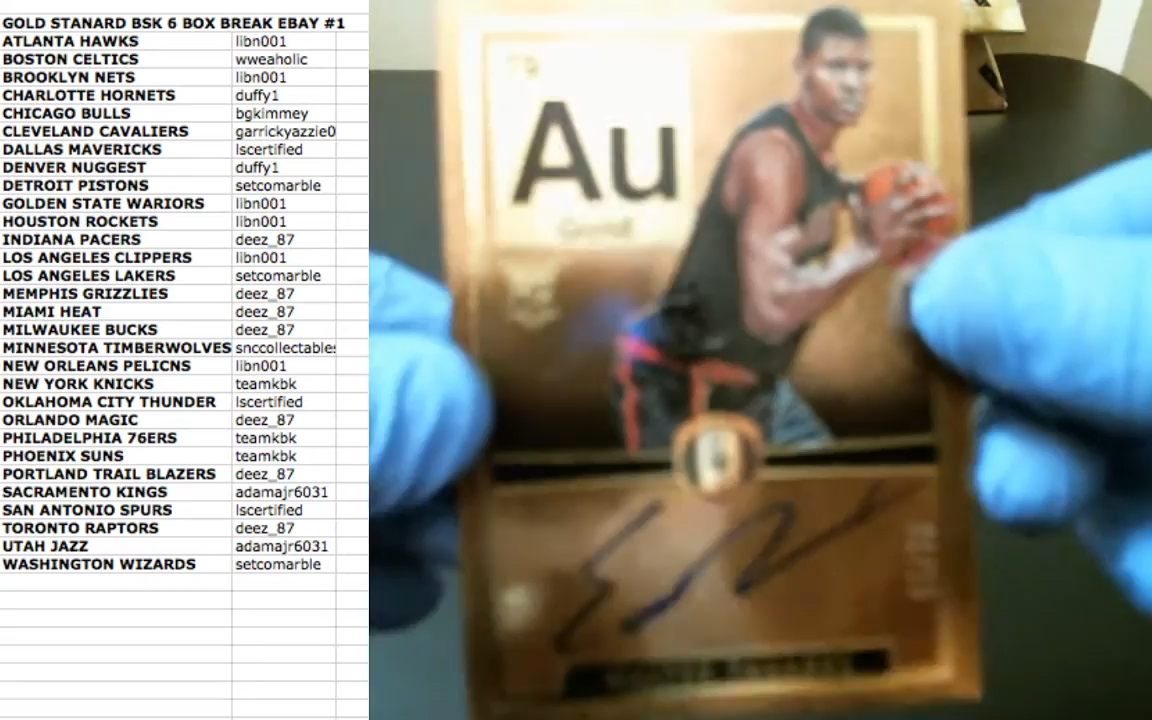 GOLD STANARD BSK 6 BOX BREAK EBAY #1
ATLANTA HAWKS libn001
BOSTON CELTICS wweaholic
BROOKLYN NETS libn001
CHARLOTTE HORNETS duffy1
CHICAGO BULLS bgkimmey
CLEVELAND CAVALIERS garrickyazzie0
DALLAS MAVERICKS lscertified
DENVER NUGGEST duffy1
DETROIT PISTONS setcomarble
GOLDEN STATE WARIORS libn001
HOUSTON ROCKETS libn001
INDIANA PACERS deez_87
LOS ANGELES CLIPPERS libn001
LOS ANGELES LAKERS setcomarble
MEMPHIS GRIZZLIES deez_87
MIAMI HEAT deez_87
MILWAUKEE BUCKS deez_87
MINNESOTA TIMBERWOLVES snccollectables
NEW ORLEANS PELICNS libn001
NEW YORK KNICKS teamkbk
OKLAHOMA CITY THUNDER lscertified
ORLANDO MAGIC deez_87
PHILADELPHIA 76ERS teamkbk
PHOENIX SUNS teamkbk
PORTLAND TRAIL BLAZERS deez_87
SACRAMENTO KINGS adamajr6031
SAN ANTONIO SPURS lscertified
TORONTO RAPTORS deez_87
UTAH JAZZ adamajr6031
WASHINGTON WIZARDS setcomarble
79
Au
Gold